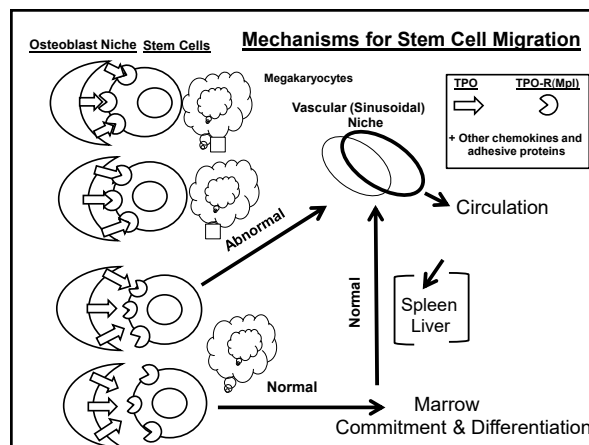 Mechanisms for Stem Cell Migration
Osteoblast Niche Stem Cells
Megakaryocytes
Vascular (Sinusoidal)
Niche
TPO TPO-R(Mpl)
+ Other chemokines and
adhesive proteins
Circulation
Abnormal
Normal
Spleen
Liver
Normal
Marrow
Commitment & Differentiation